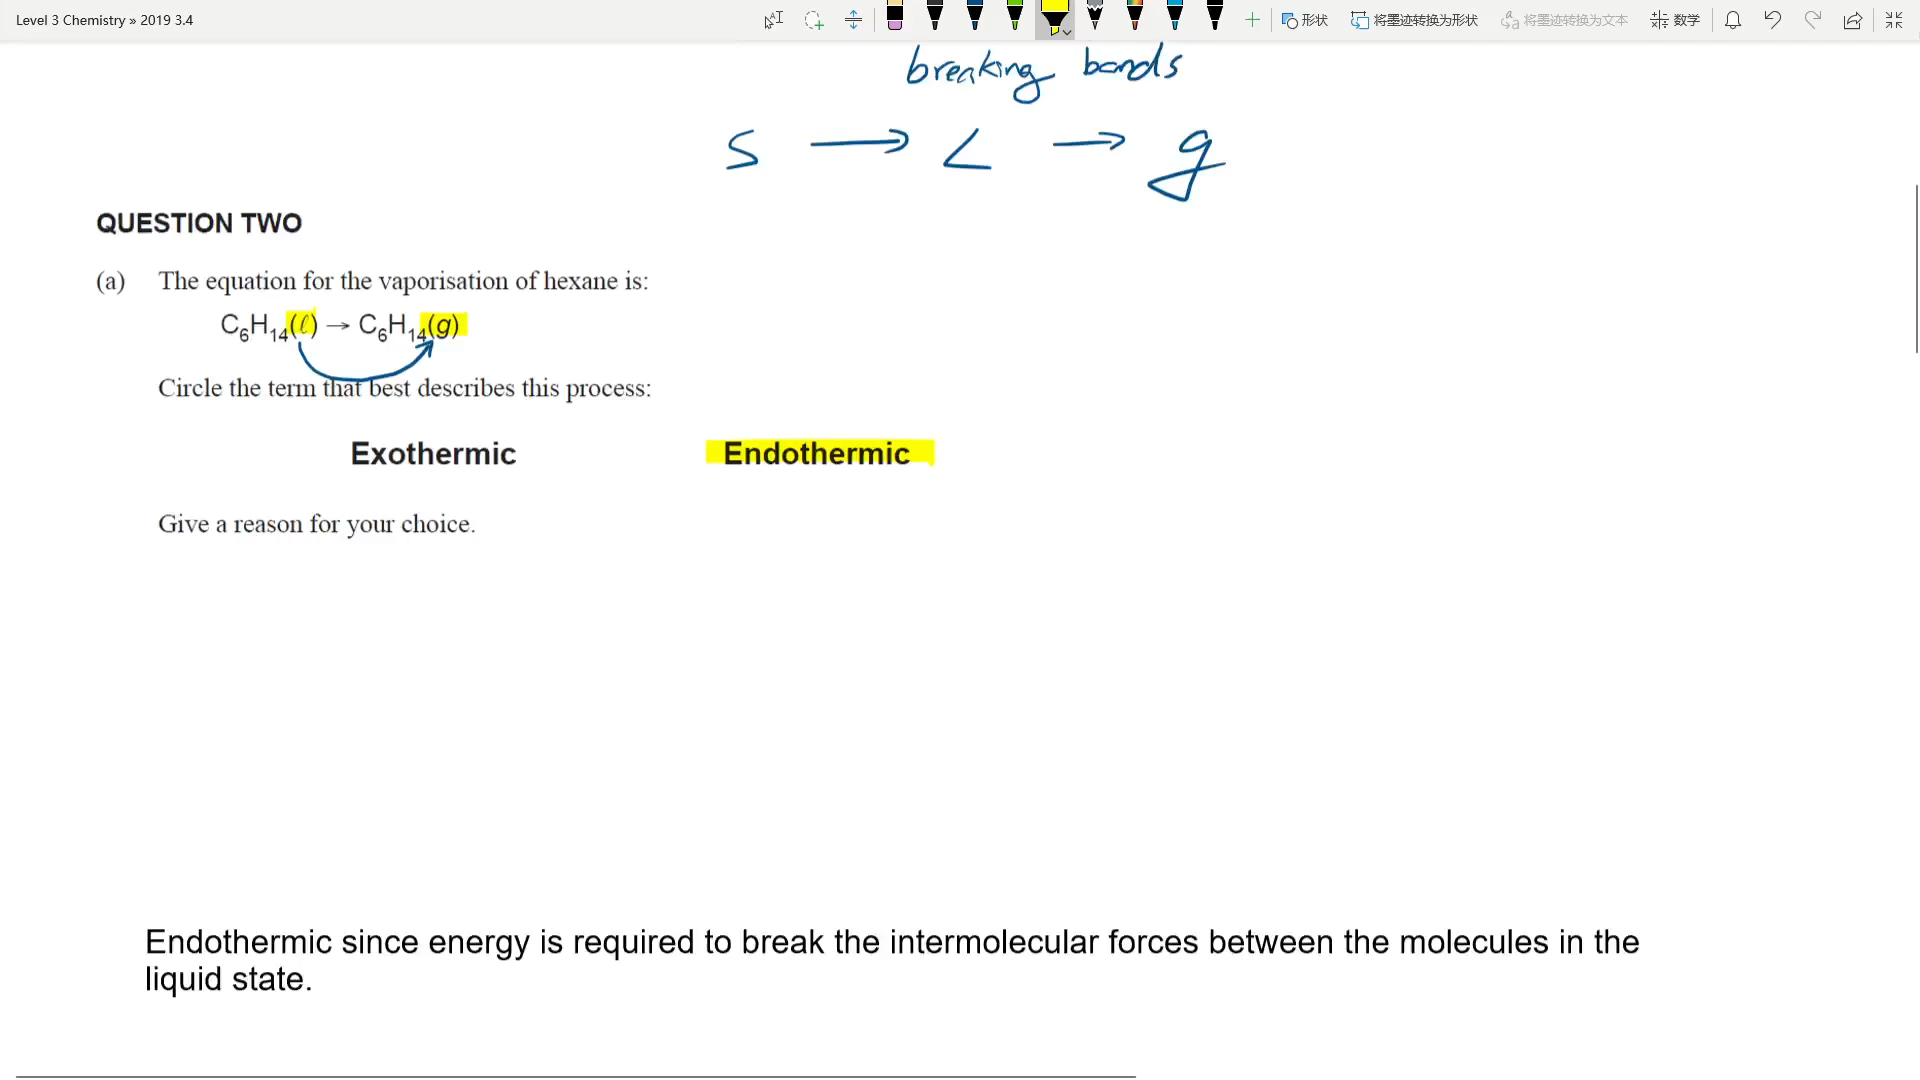 Level 3 Chemistry » 2019 3.4 形状 将墨迹转换为形状 将墨迹转换为文本 数学
breaking bonds
S → L → g
QUESTION TWO
(a) The equation for the vaporisation of hexane is:
C₆H₁₄(ℓ) → C₆H₁₄(g)
Circle the term that best describes this process:
Exothermic Endothermic
Give a reason for your choice.
Endothermic since energy is required to break the intermolecular forces between the molecules in the
liquid state.